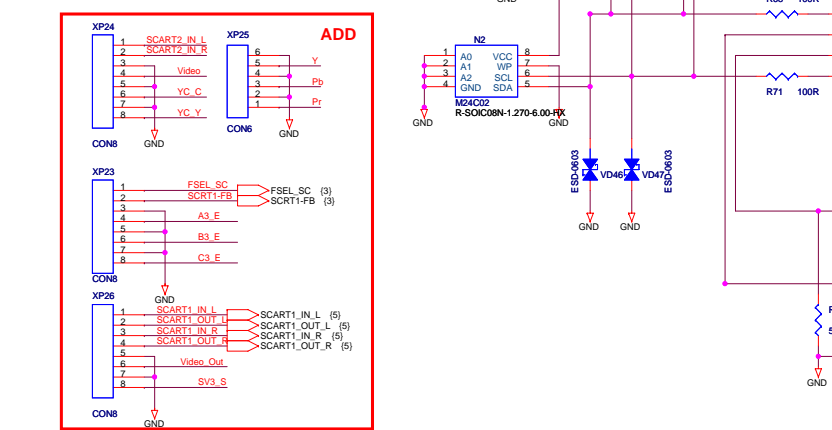 ADD
XP24
1 SCART2_IN_L
2 SCART2_IN_R
3
4 Video
5
6 YC_C
7
8 YC_Y
CON8
GND
XP25
6
5 Y
4
3 Pb
2
1 Pr
CON6
GND
XP23
1 FSEL_SC FSEL_SC {3}
2 SCRT1-FB SCRT1-FB {3}
3
4 A3_E
5
6 B3_E
7
8 C3_E
CON8
GND
XP26
1 SCART1_IN_L SCART1_IN_L {5}
2 SCART1_OUT_L SCART1_OUT_L {5}
3 SCART1_IN_R SCART1_IN_R {5}
4 SCART1_OUT_R SCART1_OUT_R {5}
5
6 Video_Out
7
8 SV3_S
CON8
GND
N2
1 A0 VCC 8
2 A1 WP 7
3 A2 SCL 6
4 GND SDA 5
M24C02
R-SOIC08N-1.270-6.00-HX
GND
GND
ESD-0603
VD46
VD47
ESD-0603
GND
GND
R71 100R
GND